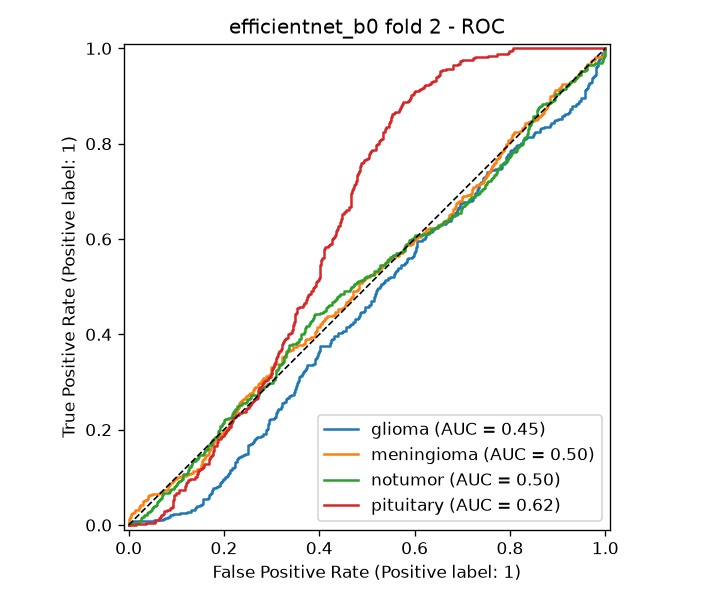 efficientnet_b0 fold 2 - ROC
1.0
0.8
0.6
0.4
0.2
0.0
True Positive Rate (Positive label: 1)
glioma (AUC = 0.45)
meningioma (AUC = 0.50)
notumor (AUC = 0.50)
pituitary (AUC = 0.62)
0.0 0.2 0.4 0.6 0.8 1.0
False Positive Rate (Positive label: 1)